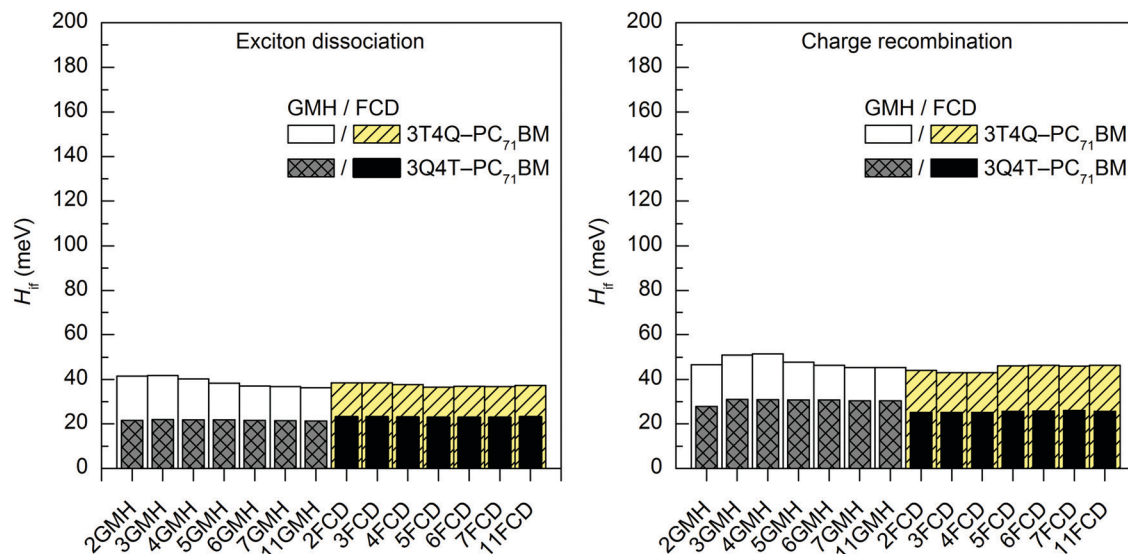 Exciton dissociation
GMH / FCD
/ 3T4Q–PC71BM
/ 3Q4T–PC71BM
Hif (meV)
200
180
160
140
120
100
80
60
40
20
0
2GMH
3GMH
4GMH
5GMH
6GMH
7GMH
11GMH
2FCD
3FCD
4FCD
5FCD
6FCD
7FCD
11FCD
Charge recombination
GMH / FCD
/ 3T4Q–PC71BM
/ 3Q4T–PC71BM
Hif (meV)
200
180
160
140
120
100
80
60
40
20
0
2GMH
3GMH
4GMH
5GMH
6GMH
7GMH
11GMH
2FCD
3FCD
4FCD
5FCD
6FCD
7FCD
11FCD